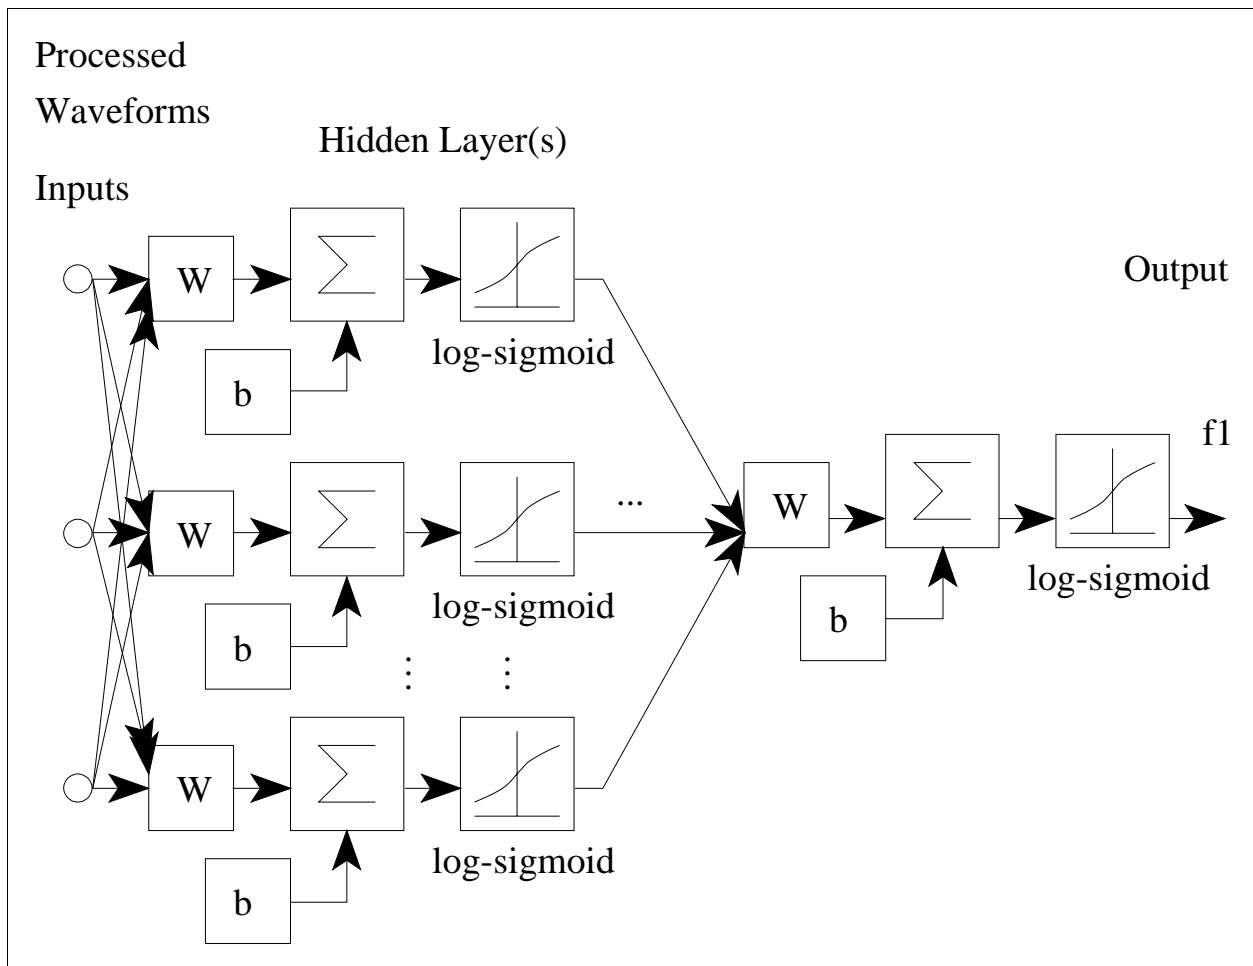 Processed
Waveforms
Hidden Layer(s)
Inputs
Output
W
Σ
log-sigmoid
b
f1
W
Σ
...
W
Σ
log-sigmoid
log-sigmoid
b
b
W
Σ
log-sigmoid
b